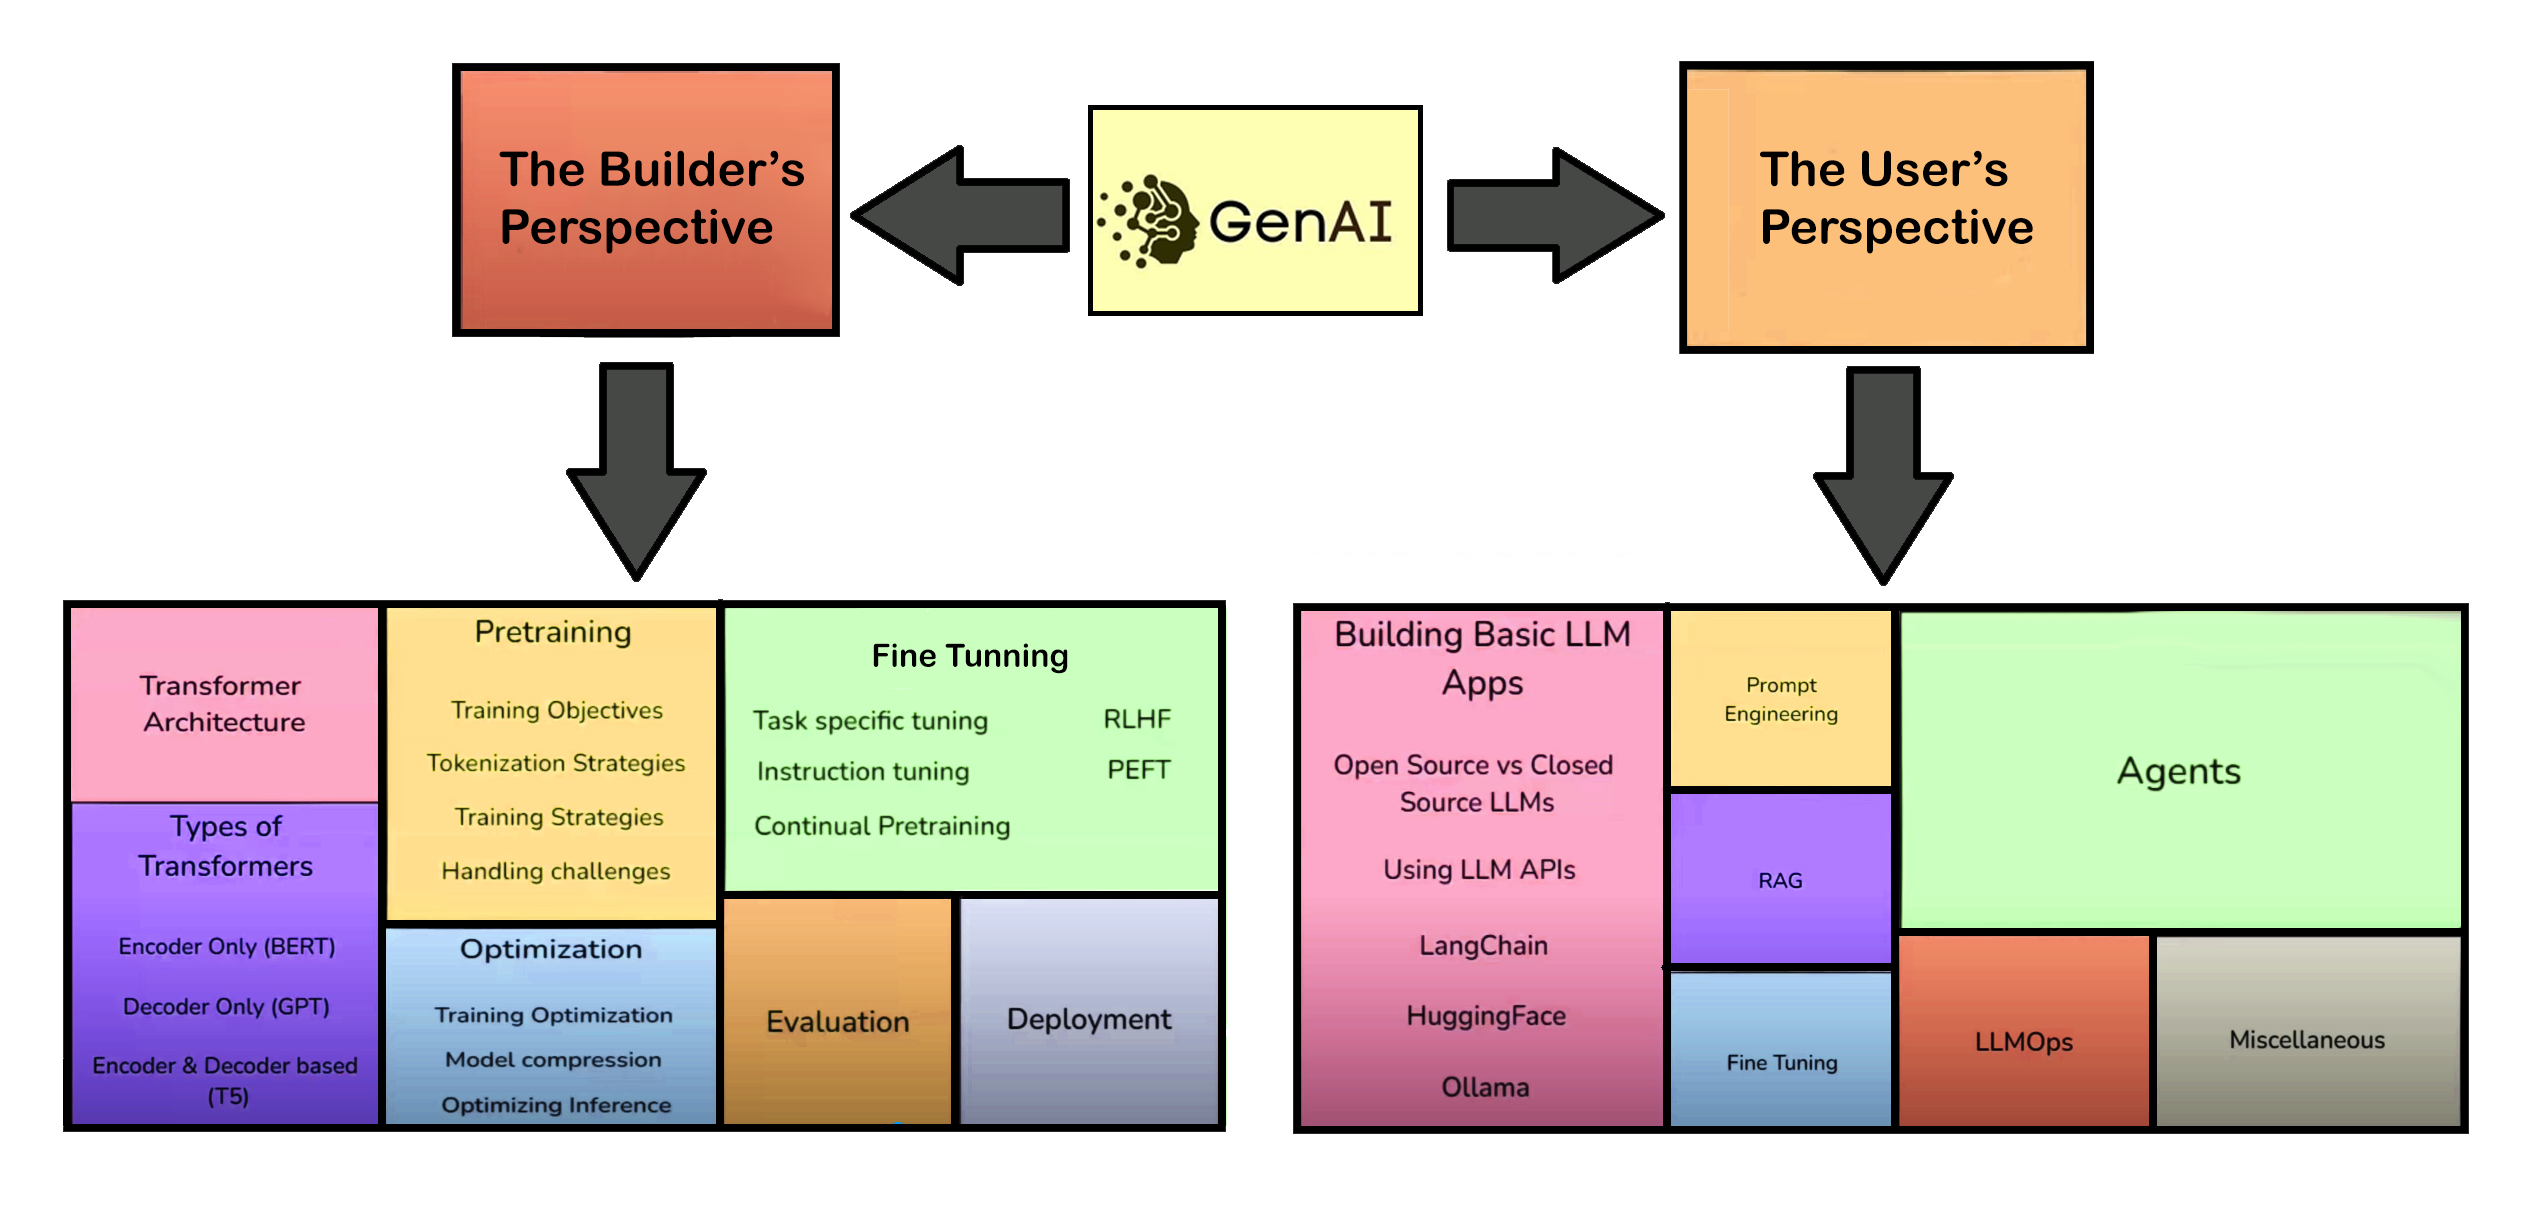 The Builder's
Perspective
GenAI
The User's
Perspective
Transformer
Architecture
Types of
Transformers
Encoder Only (BERT)
Decoder Only (GPT)
Encoder & Decoder based
(T5)
Pretraining
Training Objectives
Tokenization Strategies
Training Strategies
Handling challenges
Optimization
Training Optimization
Model compression
Optimizing Inference
Fine Tunning
Task specific tuning RLHF
Instruction tuning PEFT
Continual Pretraining
Evaluation
Deployment
Building Basic LLM
Apps
Open Source vs Closed
Source LLMs
Using LLM APIs
LangChain
HuggingFace
Ollama
Prompt
Engineering
RAG
Fine Tuning
Agents
LLMOps
Miscellaneous